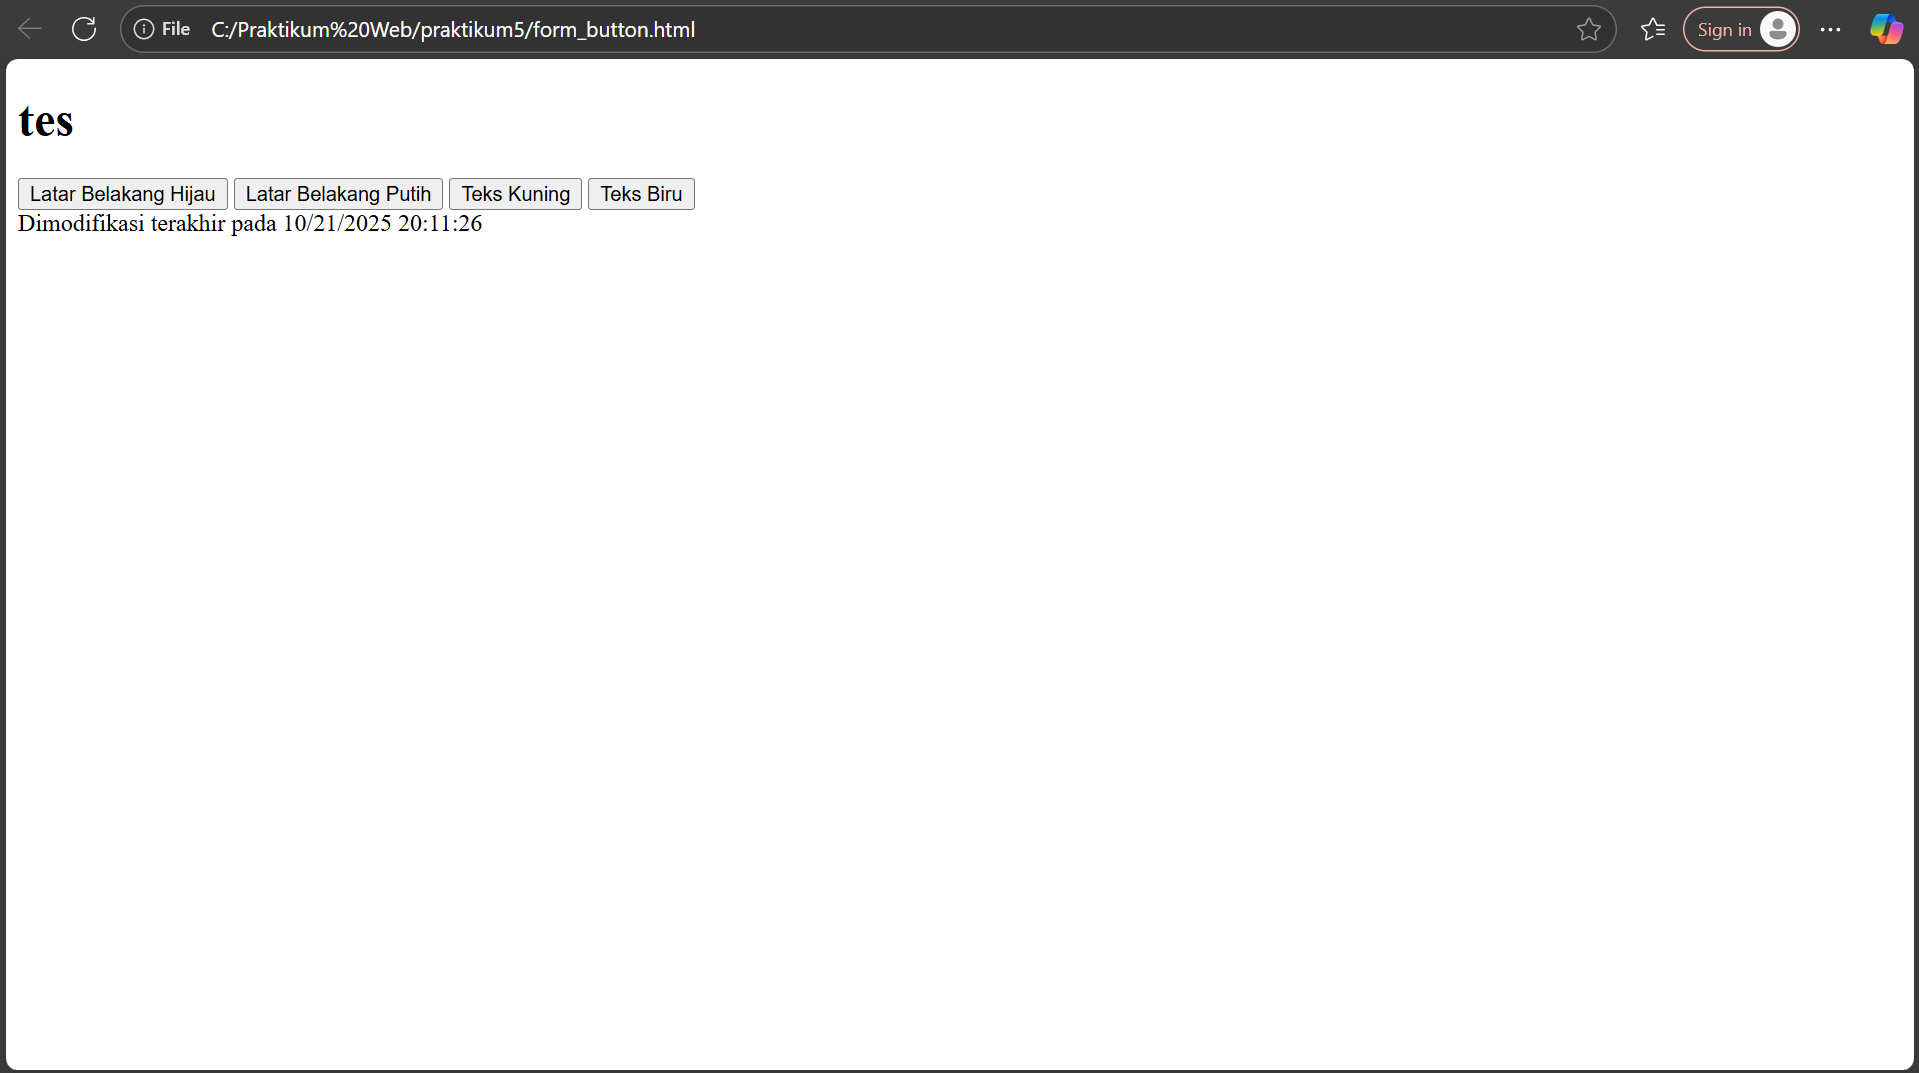 File C:/Praktikum%20Web/praktikum5/form_button.html Sign in
tes
Latar Belakang Hijau Latar Belakang Putih Teks Kuning Teks Biru
Dimodifikasi terakhir pada 10/21/2025 20:11:26